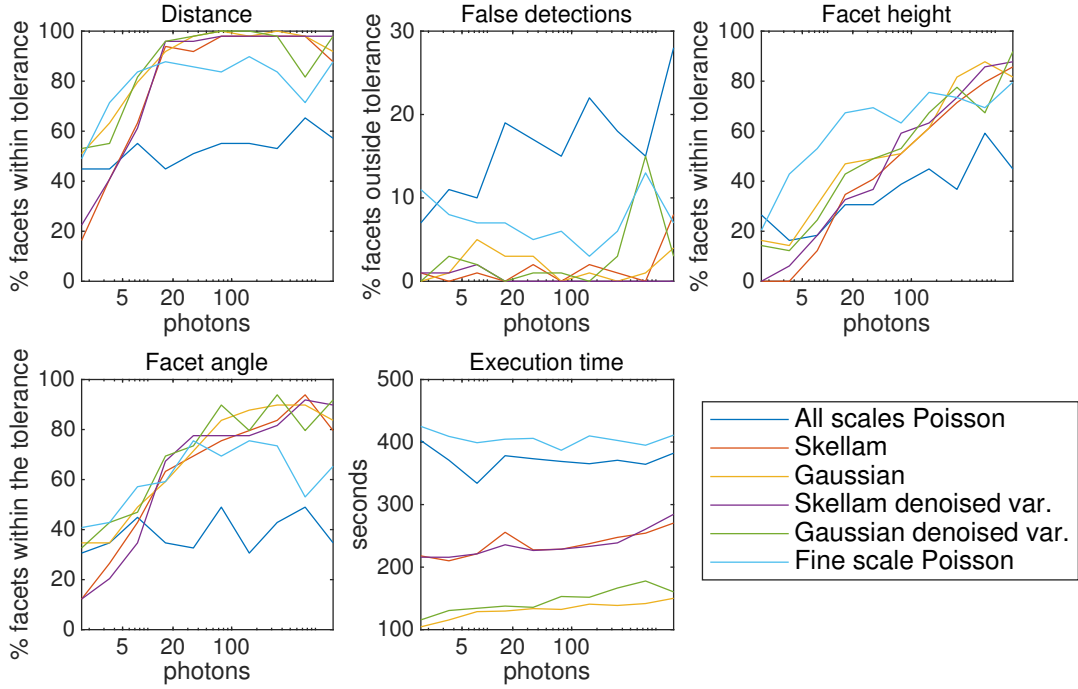 Distance
% facets within tolerance
100
80
60
40
20
0
5
20
100
photons
False detections
% facets outside tolerance
30
20
10
0
5
20
100
photons
Facet height
% facets within tolerance
100
80
60
40
20
0
5
20
100
photons
Facet angle
% facets within the tolerance
100
80
60
40
20
0
5
20
100
photons
Execution time
seconds
500
400
300
200
100
5
20
100
photons
All scales Poisson
Skellam
Gaussian
Skellam denoised var.
Gaussian denoised var.
Fine scale Poisson